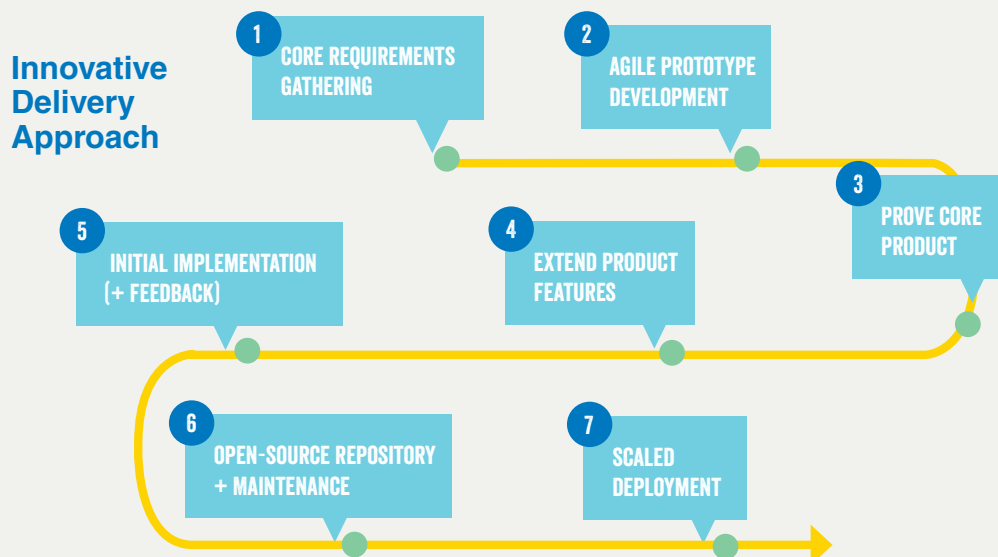 Innovative
Delivery
Approach
1
CORE REQUIREMENTS
GATHERING
2
AGILE PROTOTYPE
DEVELOPMENT
3
PROVE CORE
PRODUCT
4
EXTEND PRODUCT
FEATURES
5
INITIAL IMPLEMENTATION
(+ FEEDBACK)
6
OPEN-SOURCE REPOSITORY
+ MAINTENANCE
7
SCALED
DEPLOYMENT